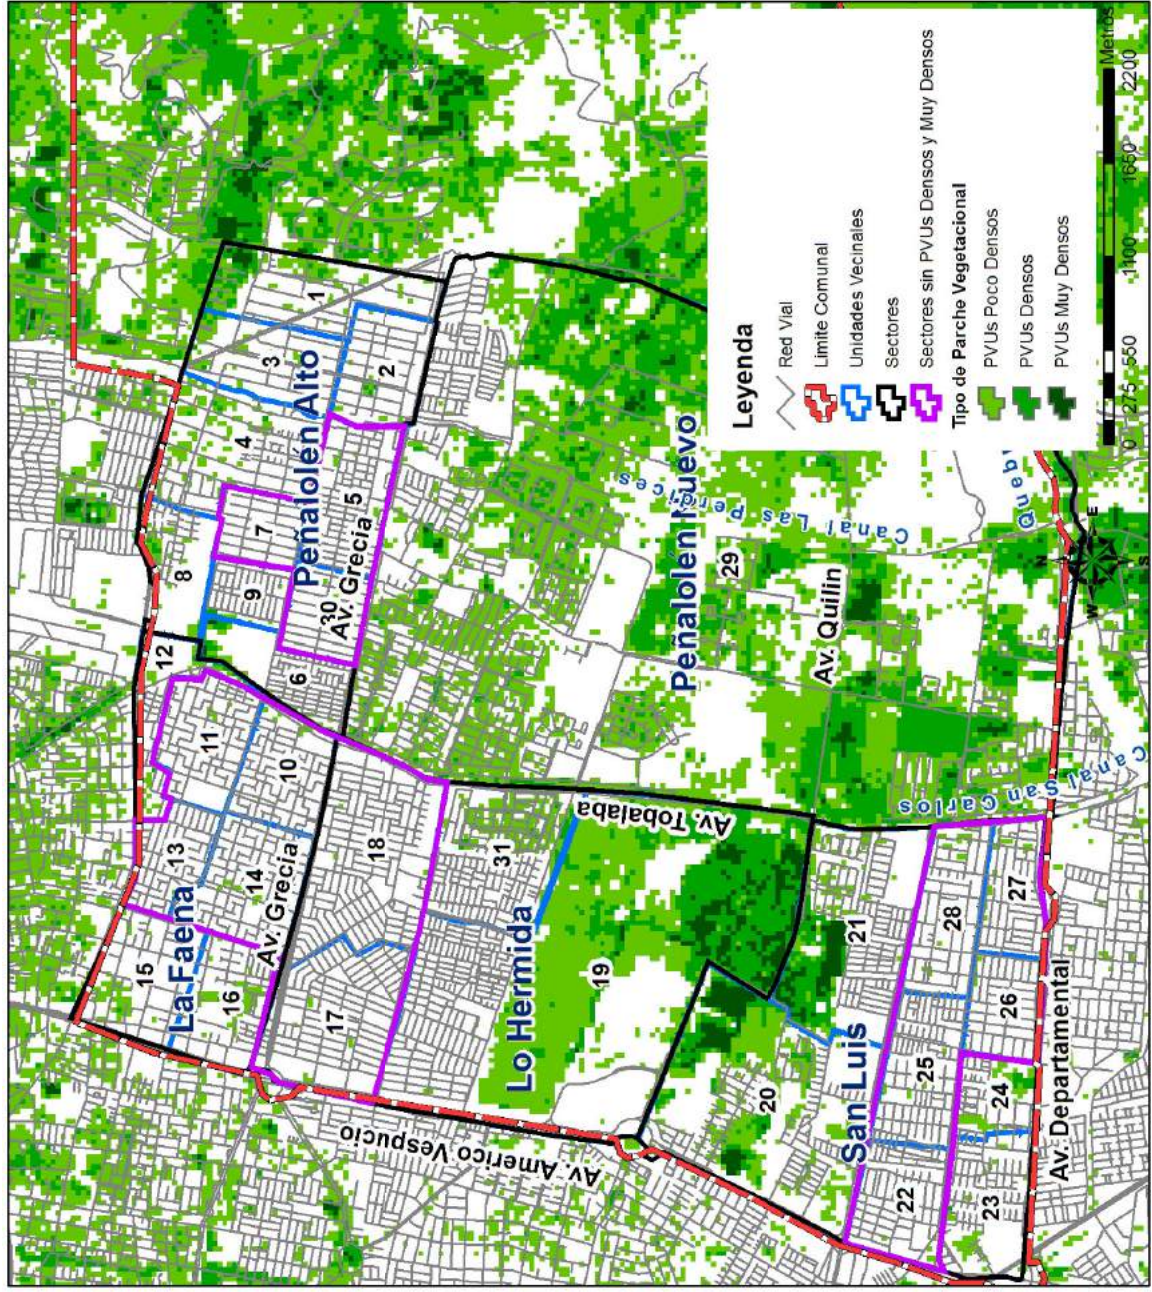 Leyenda
Red Vial
Limite Comunal
Unidades Vecinales
Sectores
Sectores sin PVUs Densos y Muy Densos
Tipo de Parche Vegetacional
PVUs Poco Densos
PVUs Densos
PVUs Muy Densos
0 275 550 1100 1650 2200
Metros
N
W E
S
La Faena
Peñalolén Alto
Lo Hermida
Peñalolén Nuevo
San Luis
Av. Grecia
Av. Grecia
Av. Americo Vespucio
Av. Tobalaba
Av. Quilin
Av. Departamental
Canal Las Perdices
Canal San Carlos
Queb
1
2
3
4
5
6
7
8
9
10
11
12
13
14
15
16
17
18
19
20
21
22
23
24
25
26
27
28
29
30
31